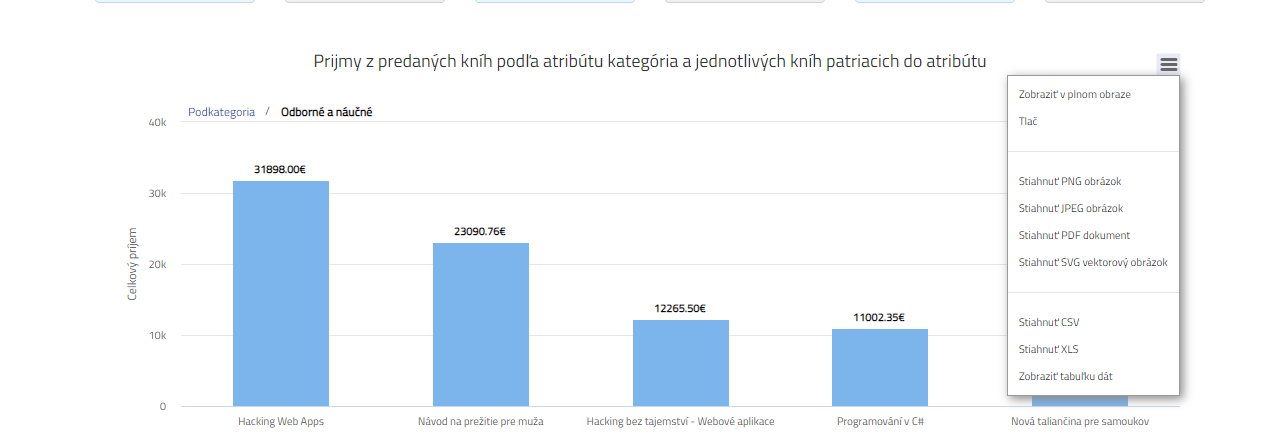 Prijmy z predaných kníh podľa atribútu kategória a jednotlivých kníh patriacich do atribútu
Zobraziť v plnom obraze
Tlač
Stiahnuť PNG obrázok
Stiahnuť JPEG obrázok
Stiahnuť PDF dokument
Stiahnuť SVG vektorový obrázok
Stiahnuť CSV
Stiahnuť XLS
Zobraziť tabuľku dát
Podkategoria / Odborné a náučné
Celkový príjem
40k
30k
20k
10k
0
31898.00€
23090.76€
12265.50€
11002.35€
Hacking Web Apps
Návod na prežitie pre muža
Hacking bez tajemství - Webové aplikace
Programování v C#
Nová taliančina pre samoukov